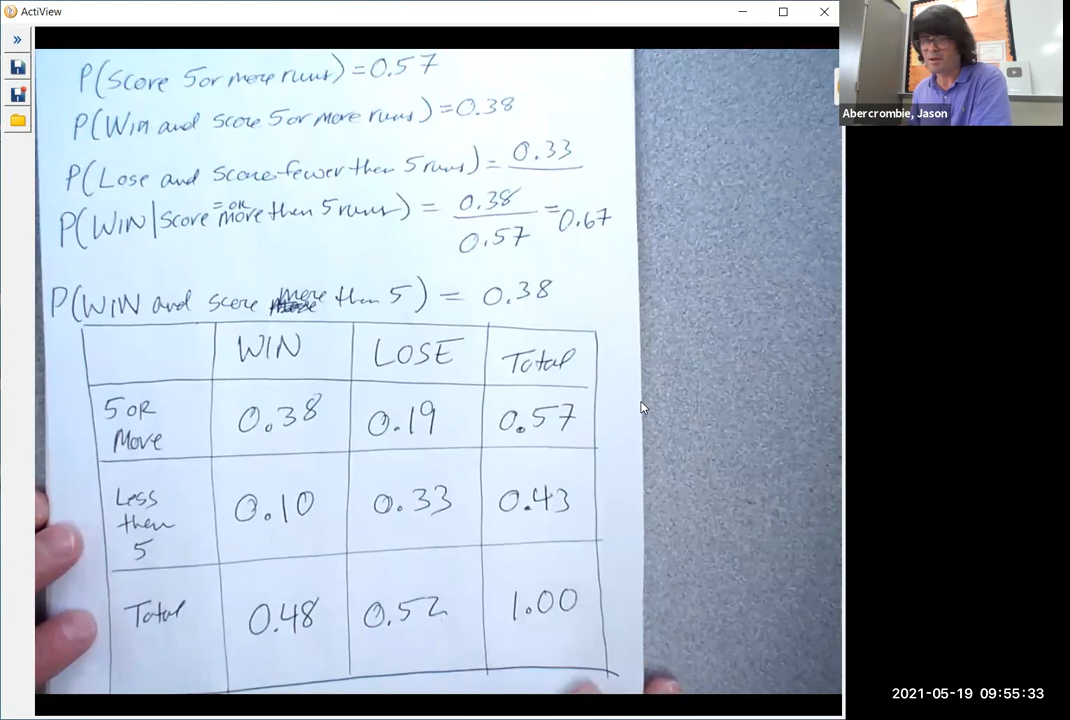 ActiView
P(Score 5 or more runs) = 0.57
P(Win and score 5 or more runs) = 0.38
P(Lose and score fewer then 5 runs) = 0.33
P(WIN|Score = or more then 5 runs) = 0.38/0.57 = 0.67
P(WIN and score more then 5) = 0.38
WIN LOSE Total
5 OR More 0.38 0.19 0.57
Less then 5 0.10 0.33 0.43
Total 0.48 0.52 1.00
Abercrombie, Jason
2021-05-19 09:55:33